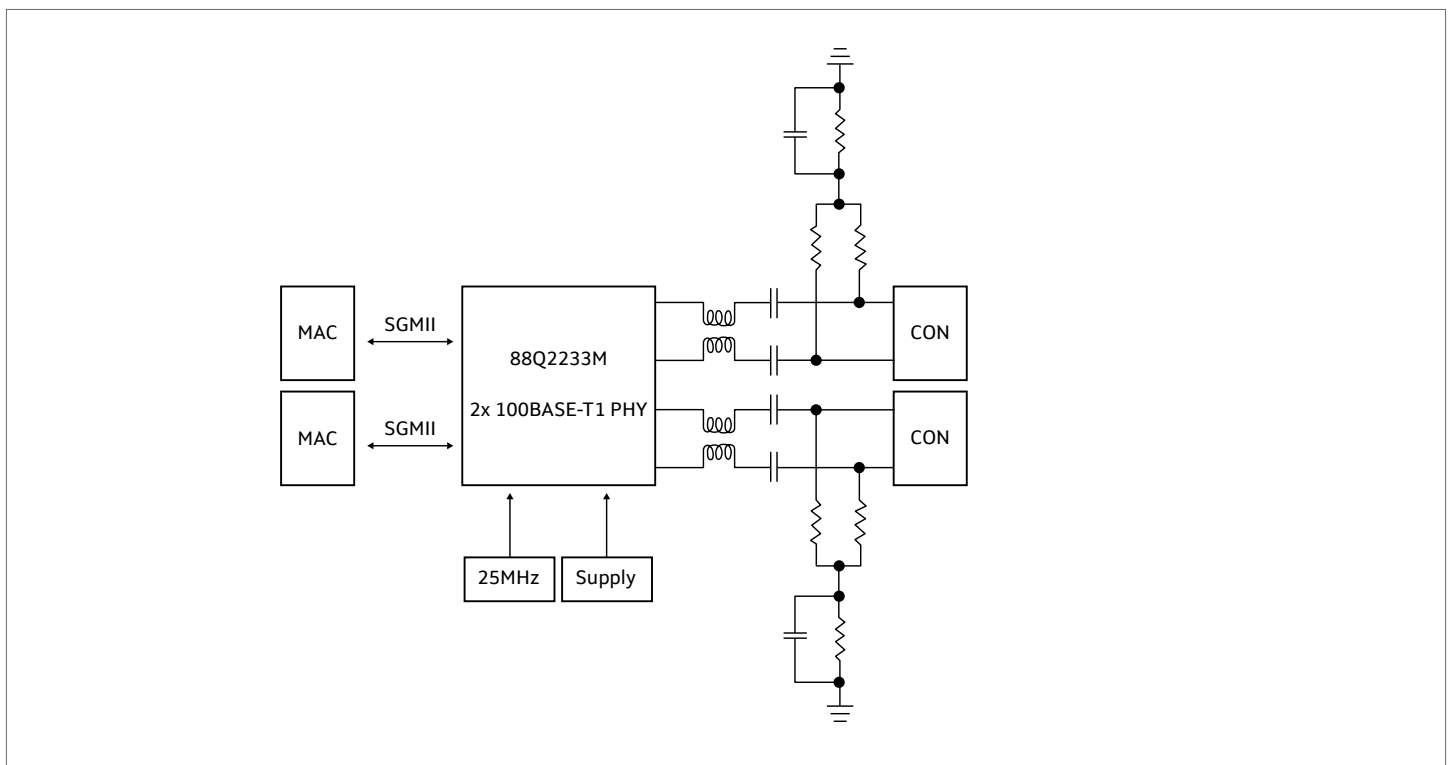 MAC
SGMII
88Q2233M
2x 100BASE-T1 PHY
CON
MAC
SGMII
CON
25MHz
Supply